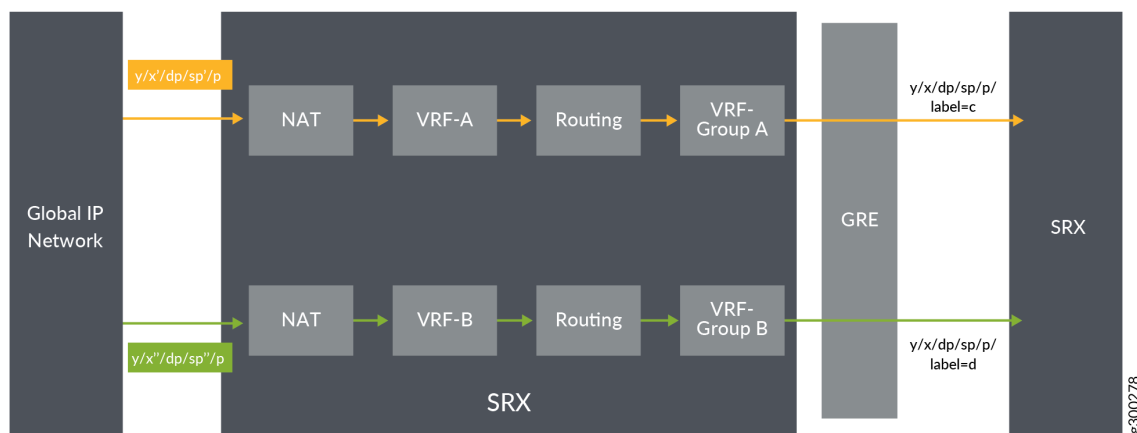 y/x'/dp/sp'/p
NAT
VRF-A
Routing
VRF-
Group A
y/x/dp/sp/p/
label=c
Global IP
Network
GRE
SRX
NAT
VRF-B
Routing
VRF-
Group B
y/x''/dp/sp''/p
y/x/dp/sp/p/
label=d
SRX
g300278